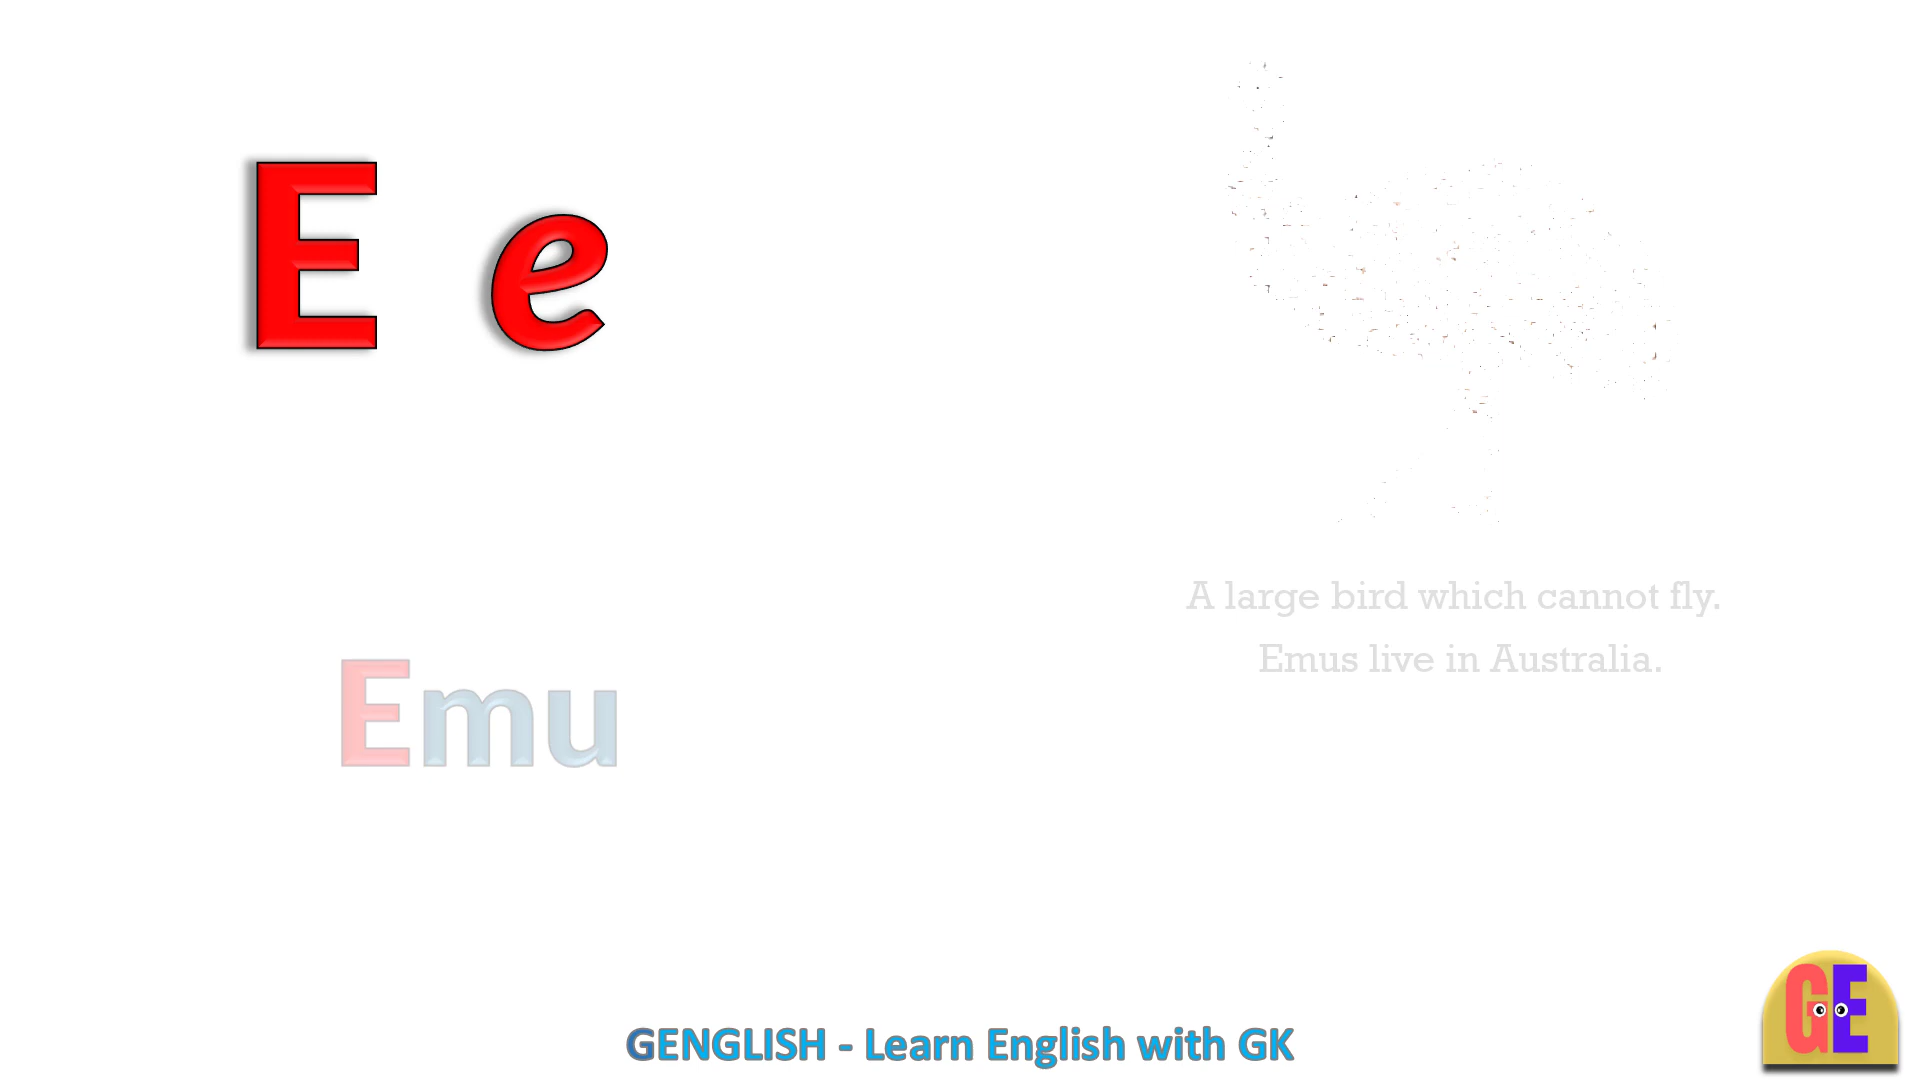 E e
A large bird which cannot fly.
Emus live in Australia.
Emu
GENGLISH - Learn English with GK
GE